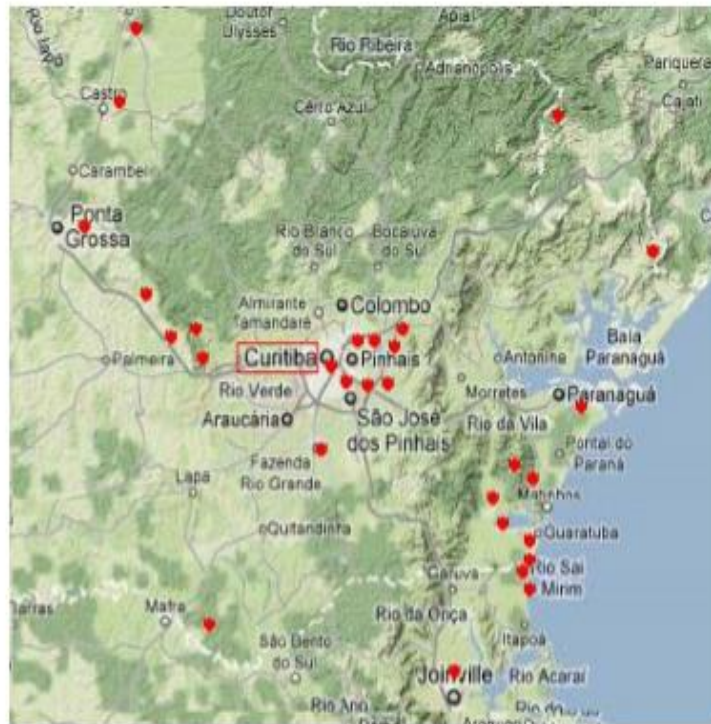 Doutor
Ulysses
Apiaí
Rio Ribeira
Adrianópolis
Pariquera
Cajati
Castro
Cêrro Azul
Carambeí
Ponta
Grossa
Rio Branco
do Sul
Bocaiuva
do Sul
Almirante
Tamandaré
Colombo
Curitiba
Pinhais
Palmeira
Antonina
Baía
Paranaguá
Rio Verde
Morretes
Paranaguá
Araucária
São José
dos Pinhais
Rio da Vila
Pontal do
Paraná
Fazenda
Rio Grande
Lapa
Matinhos
Quitandinha
Guaratuba
Garuva
Rio Sai
Mirim
Mafra
Rio da Onça
Itapoá
São Bento
do Sul
Joinville
Rio Acaraí